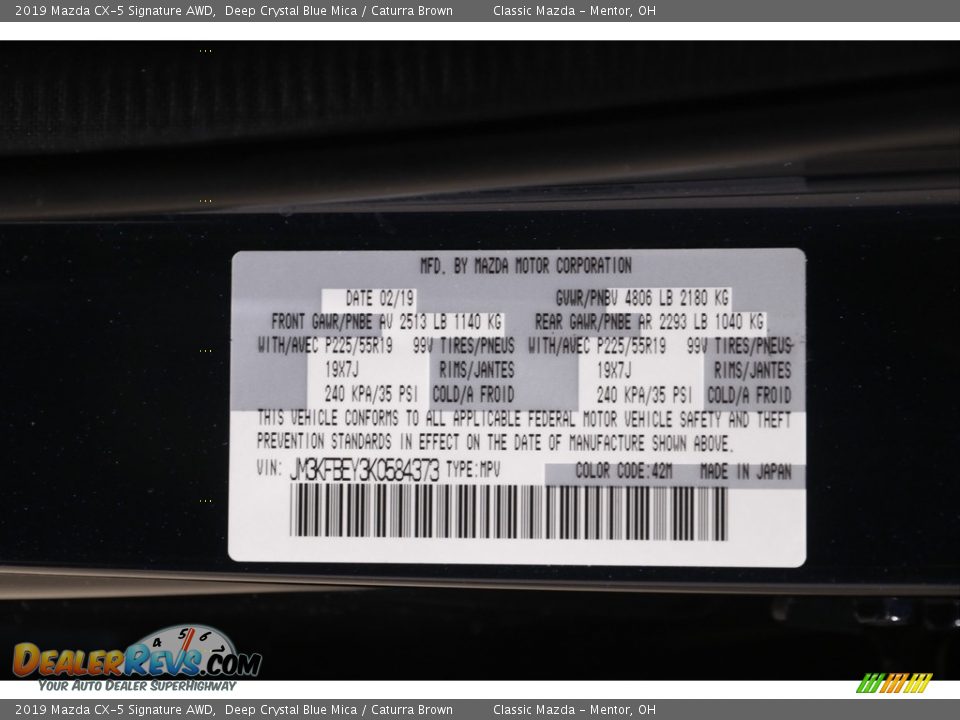 2019 Mazda CX-5 Signature AWD,  Deep Crystal Blue Mica / Caturra Brown  Classic Mazda - Mentor, OH
MFD. BY MAZDA MOTOR CORPORATION
DATE 02/19  GVWR/PNBV 4806 LB 2180 KG
FRONT GAWR/PNBE AV 2513 LB 1140 KG  REAR GAWR/PNBE AR 2293 LB 1040 KG
WITH/AVEC P225/55R19  99V TIRES/PNEUS  WITH/AVEC P225/55R19  99V TIRES/PNEUS
19X7J  RIMS/JANTES  19X7J  RIMS/JANTES
240 KPA/35 PSI COLD/A FROID  240 KPA/35 PSI COLD/A FROID
THIS VEHICLE CONFORMS TO ALL APPLICABLE FEDERAL MOTOR VEHICLE SAFETY AND THEFT
PREVENTION STANDARDS IN EFFECT ON THE DATE OF MANUFACTURE SHOWN ABOVE.
VIN: JM3KFBEY3K0584373 TYPE:MPV  COLOR CODE:42M  MADE IN JAPAN
4 5 6
DEALERREVS.COM
YOUR AUTO DEALER SUPERHIGHWAY
2019 Mazda CX-5 Signature AWD,  Deep Crystal Blue Mica / Caturra Brown  Classic Mazda - Mentor, OH